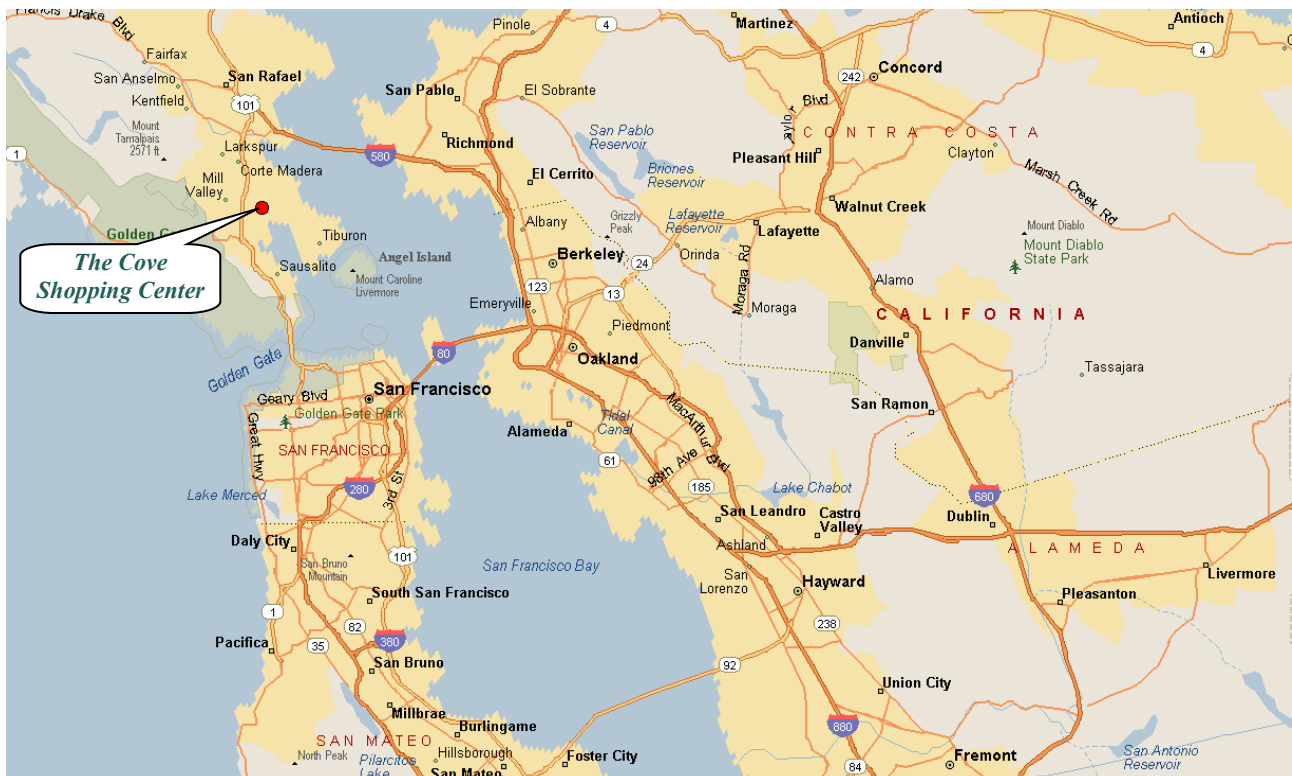 Francis Drake Blvd
Fairfax
San Anselmo
San Rafael
Kentfield
101
Mount
Tamalpais
2571 ft
1
Larkspur
Corte Madera
Mill
Valley
Golden G
The Cove
Shopping Center
Tiburon
Sausalito
Angel Island
Mount Caroline
Livermore
Pinole
4
Martinez
Antioch
4
San Pablo
El Sobrante
242
Concord
Richmond
580
San Pablo
Reservoir
Briones
Reservoir
Taylor Blvd
CONTRA COSTA
Pleasant Hill
Clayton
Marsh Creek Rd
El Cerrito
Walnut Creek
Albany
Grizzly
Peak
Lafayette
Reservoir
Lafayette
Mount Diablo
Mount Diablo
State Park
Berkeley
24
Orinda
123
13
Moraga Rd
Alamo
Emeryville
Moraga
CALIFORNIA
Piedmont
Danville
80
Oakland
Tassajara
Golden Gate
San Francisco
Geary Blvd
Golden Gate Park
Great Hwy
SAN FRANCISCO
San Ramon
MacArthur Blvd
Tidal
Canal
Alameda
61
98th Ave
185
Lake Chabot
280
3rd St
Lake Merced
680
San Leandro
Castro
Valley
Dublin
Daly City
Ashland
ALAMEDA
101
San Bruno
Mountain
San Francisco Bay
San
Lorenzo
Hayward
Livermore
Pleasanton
1
South San Francisco
82
238
Pacifica
35
380
San Bruno
92
Union City
Millbrae
880
Burlingame
SAN MATEO
North Peak
Pilarcitos
Lake
Hillsborough
San Mateo
Foster City
84
Fremont
San Antonio
Reservoir